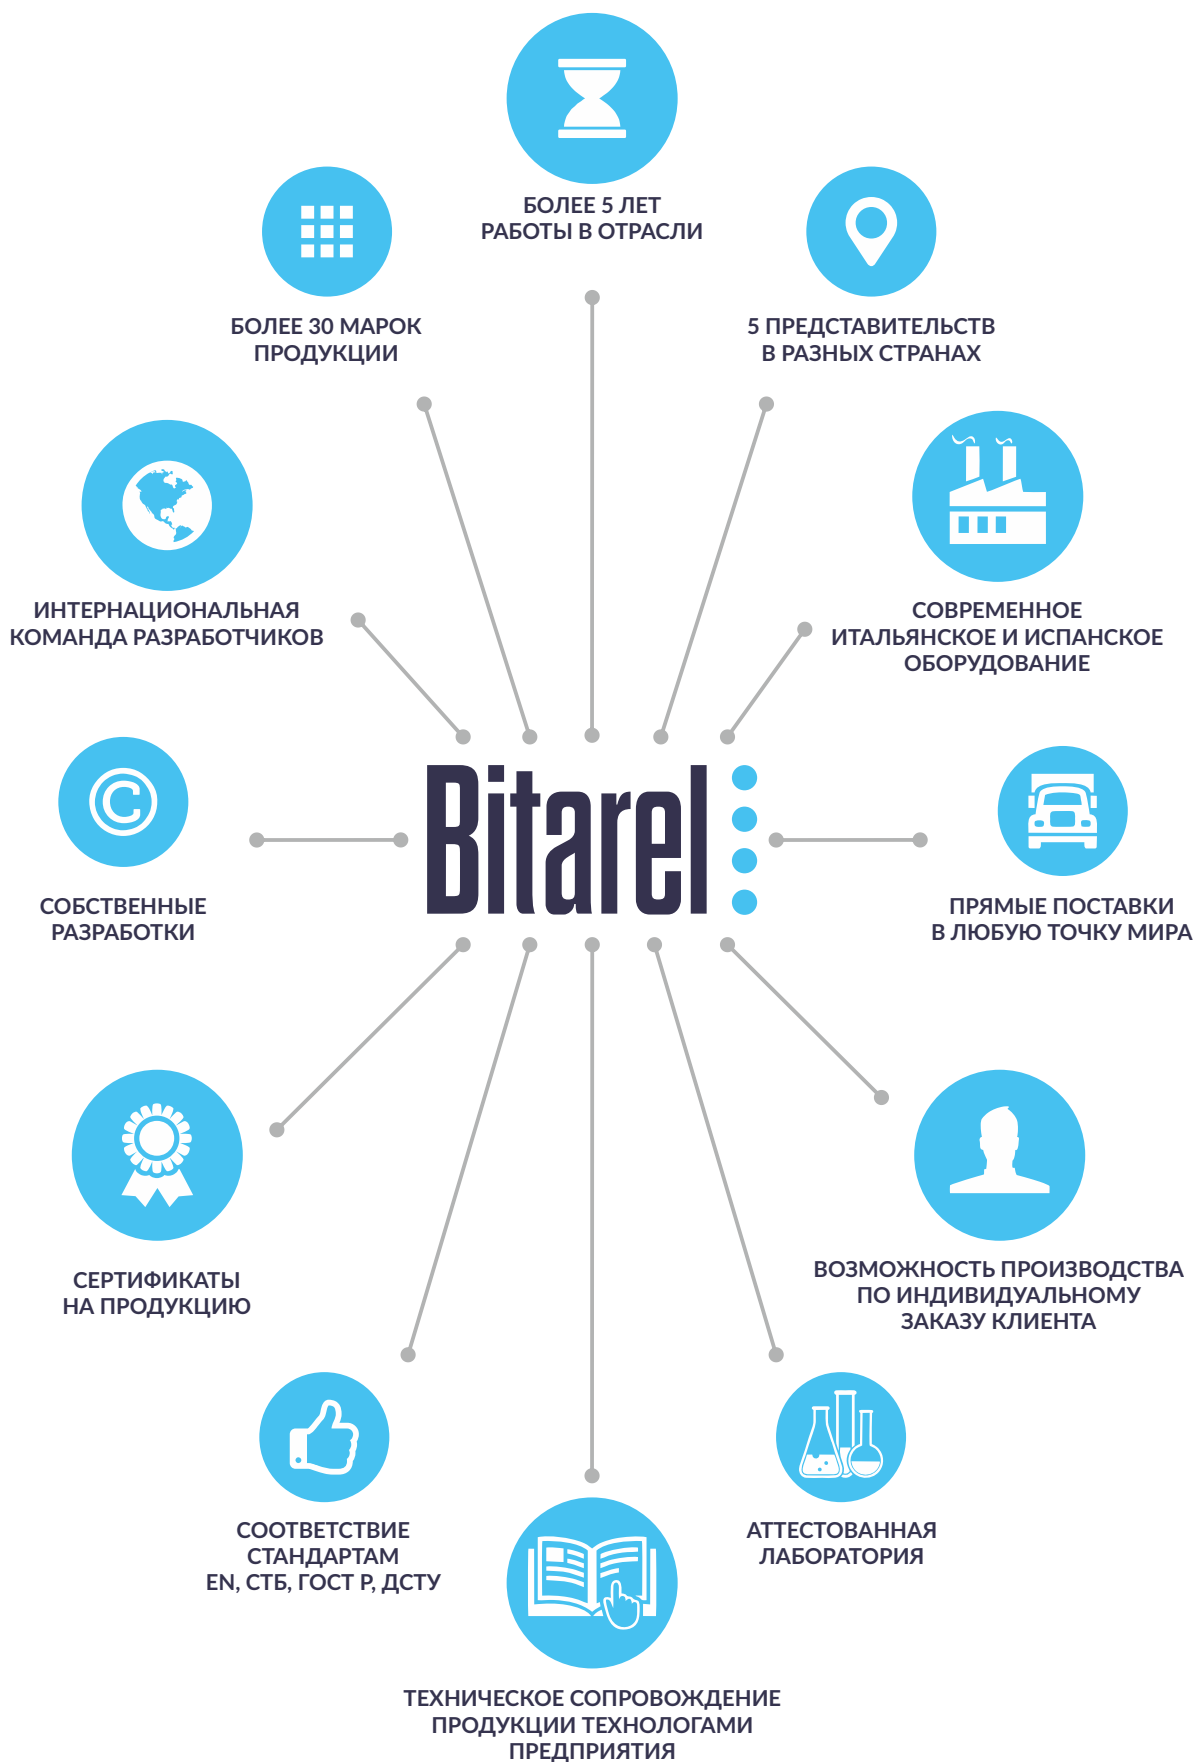 БОЛЕЕ 5 ЛЕТ
РАБОТЫ В ОТРАСЛИ
БОЛЕЕ 30 МАРОК
ПРОДУКЦИИ
5 ПРЕДСТАВИТЕЛЬСТВ
В РАЗНЫХ СТРАНАХ
ИНТЕРНАЦИОНАЛЬНАЯ
КОМАНДА РАЗРАБОТЧИКОВ
СОВРЕМЕННОЕ
ИТАЛЬЯНСКОЕ И ИСПАНСКОЕ
ОБОРУДОВАНИЕ
©
СОБСТВЕННЫЕ
РАЗРАБОТКИ
Bitarel
ПРЯМЫЕ ПОСТАВКИ
В ЛЮБУЮ ТОЧКУ МИРА
СЕРТИФИКАТЫ
НА ПРОДУКЦИЮ
ВОЗМОЖНОСТЬ ПРОИЗВОДСТВА
ПО ИНДИВИДУАЛЬНОМУ
ЗАКАЗУ КЛИЕНТА
СООТВЕТСТВИЕ
СТАНДАРТАМ
EN, СТБ, ГОСТ Р, ДСТУ
АТТЕСТОВАННАЯ
ЛАБОРАТОРИЯ
ТЕХНИЧЕСКОЕ СОПРОВОЖДЕНИЕ
ПРОДУКЦИИ ТЕХНОЛОГАМИ
ПРЕДПРИЯТИЯ